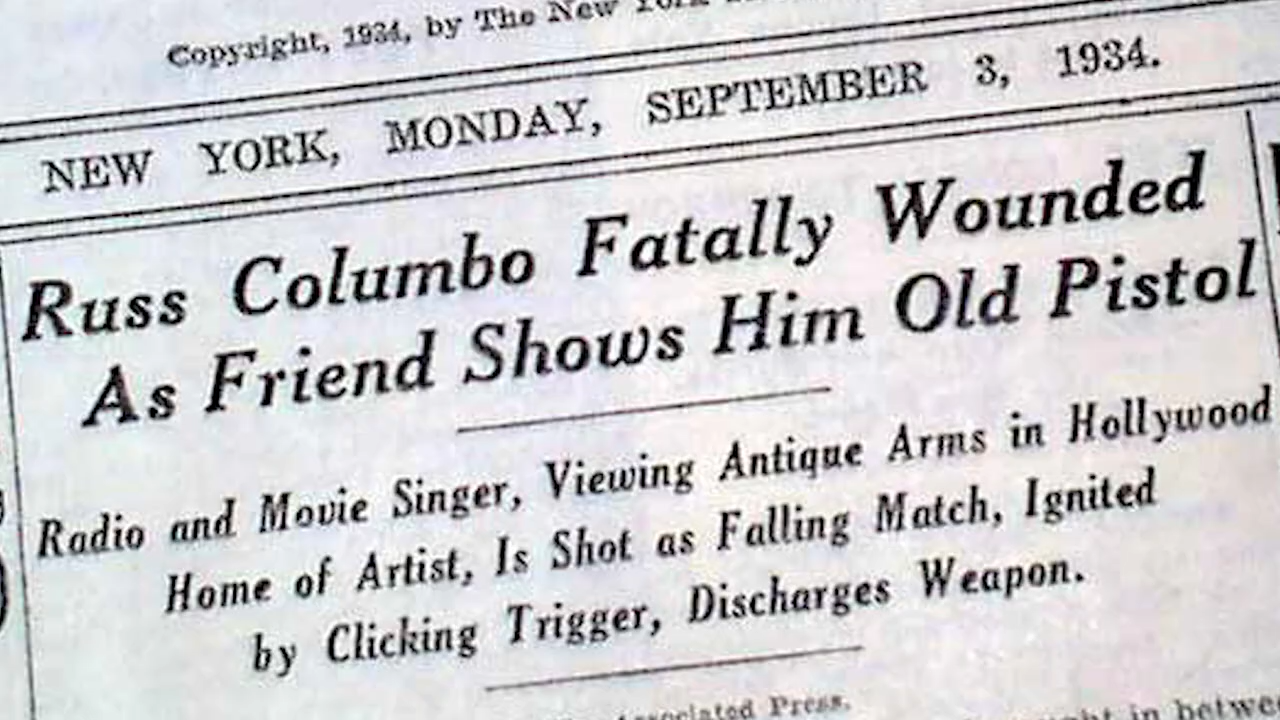 Copyright, 1934, by The New York
NEW YORK, MONDAY, SEPTEMBER 3, 1934.
Russ Columbo Fatally Wounded
As Friend Shows Him Old Pistol
Radio and Movie Singer, Viewing Antique Arms in Hollywood
Home of Artist, Is Shot as Falling Match, Ignited
by Clicking Trigger, Discharges Weapon.
Associated Press.
in